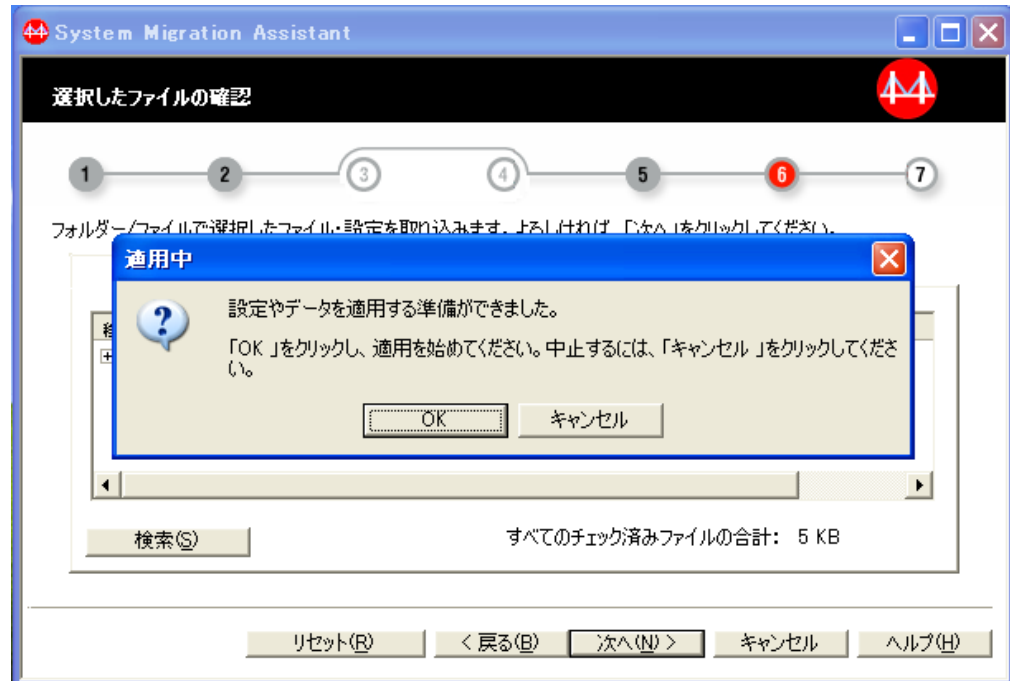 System Migration Assistant
選択したファイルの確認
1 2 3 4 5 6 7
フォルダー/ファイルで選択したファイル・設定を取り込みます。よろしければ、「次へ」をクリックしてください。
適用中
設定やデータを適用する準備ができました。
「OK 」をクリックし、適用を始めてください。中止するには、「キャンセル 」をクリックしてくださ
い。
OK キャンセル
検索(S) すべてのチェック済みファイルの合計: 5 KB
リセット(R) < 戻る(B) 次へ(N) > キャンセル ヘルプ(H)